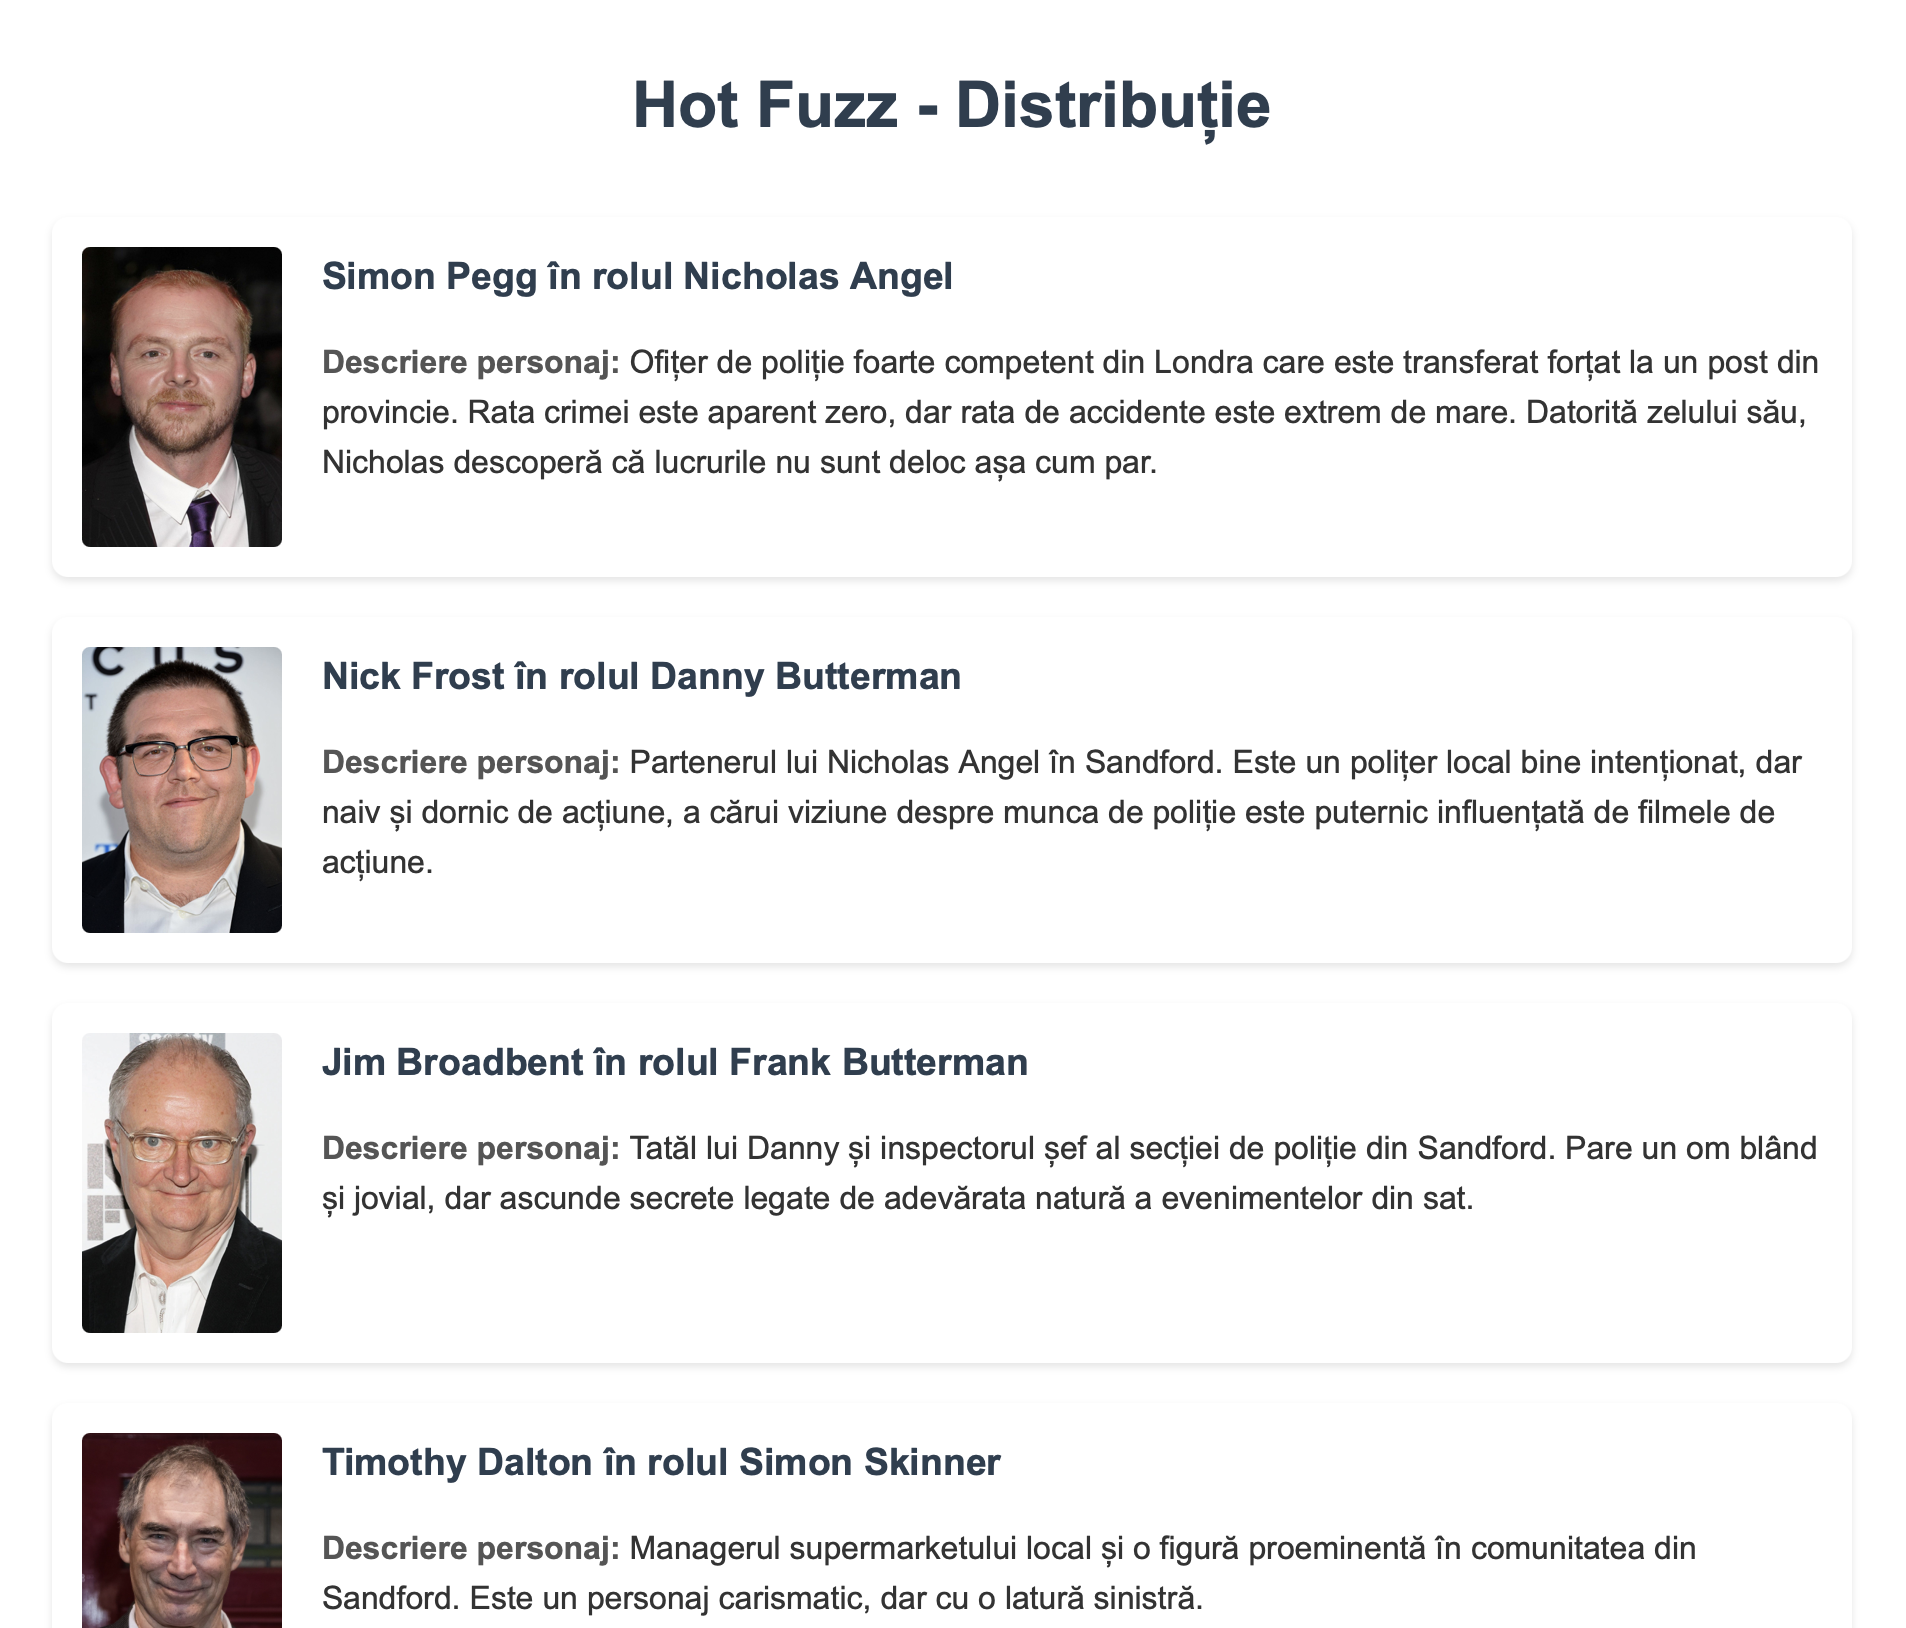 Hot Fuzz - Distribuție
Simon Pegg în rolul Nicholas Angel
Descriere personaj: Ofițer de poliție foarte competent din Londra care este transferat forțat la un post din
provincie. Rata crimei este aparent zero, dar rata de accidente este extrem de mare. Datorită zelului său,
Nicholas descoperă că lucrurile nu sunt deloc așa cum par.
Nick Frost în rolul Danny Butterman
Descriere personaj: Partenerul lui Nicholas Angel în Sandford. Este un polițer local bine intenționat, dar
naiv și dornic de acțiune, a cărui viziune despre munca de poliție este puternic influențată de filmele de
acțiune.
Jim Broadbent în rolul Frank Butterman
Descriere personaj: Tatăl lui Danny și inspectorul șef al secției de poliție din Sandford. Pare un om blând
și jovial, dar ascunde secrete legate de adevărata natură a evenimentelor din sat.
Timothy Dalton în rolul Simon Skinner
Descriere personaj: Managerul supermarketului local și o figură proeminentă în comunitatea din
Sandford. Este un personaj carismatic, dar cu o latură sinistră.